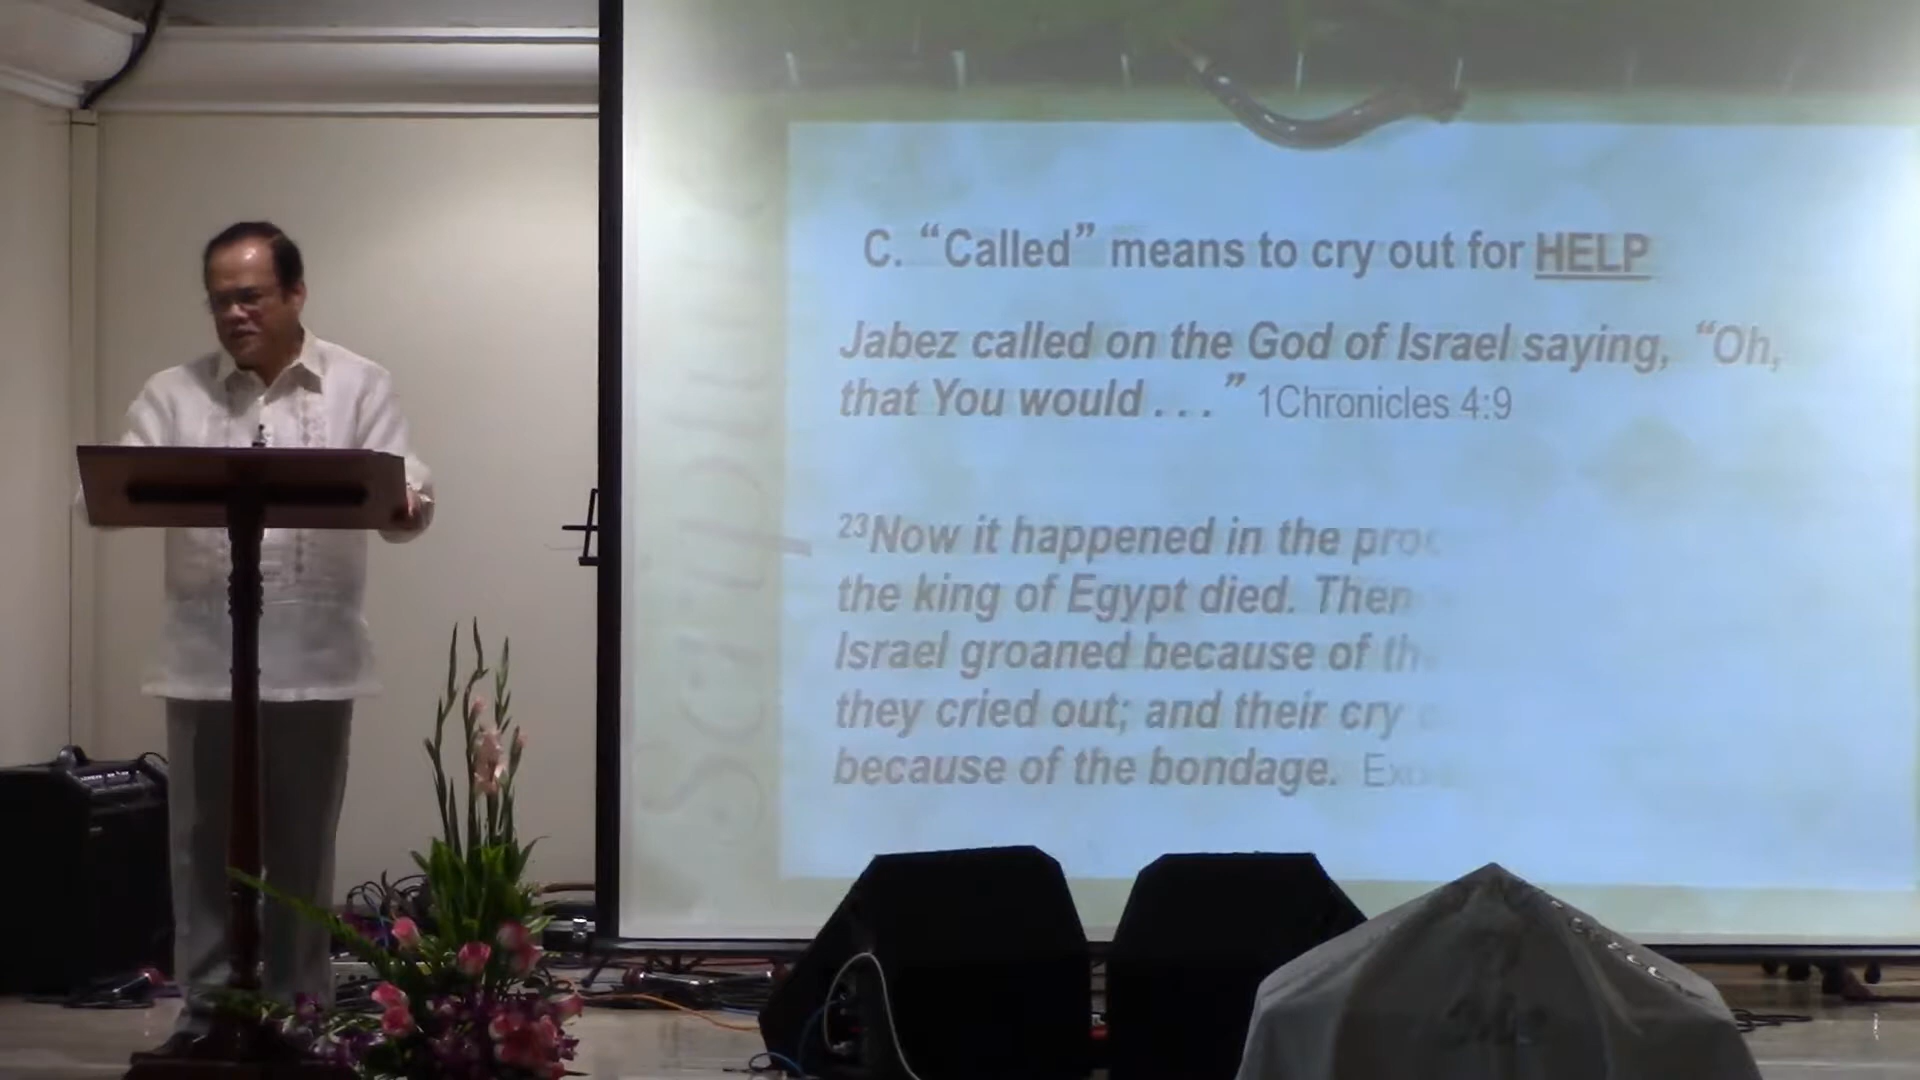 C. “Called” means to cry out for HELP
Jabez called on the God of Israel saying, “Oh,
that You would . . . ” 1Chronicles 4:9
23Now it happened in the
the king of Egypt died. Then
Israel groaned because of
they cried out; and their cry
because of the bondage.
Scripture